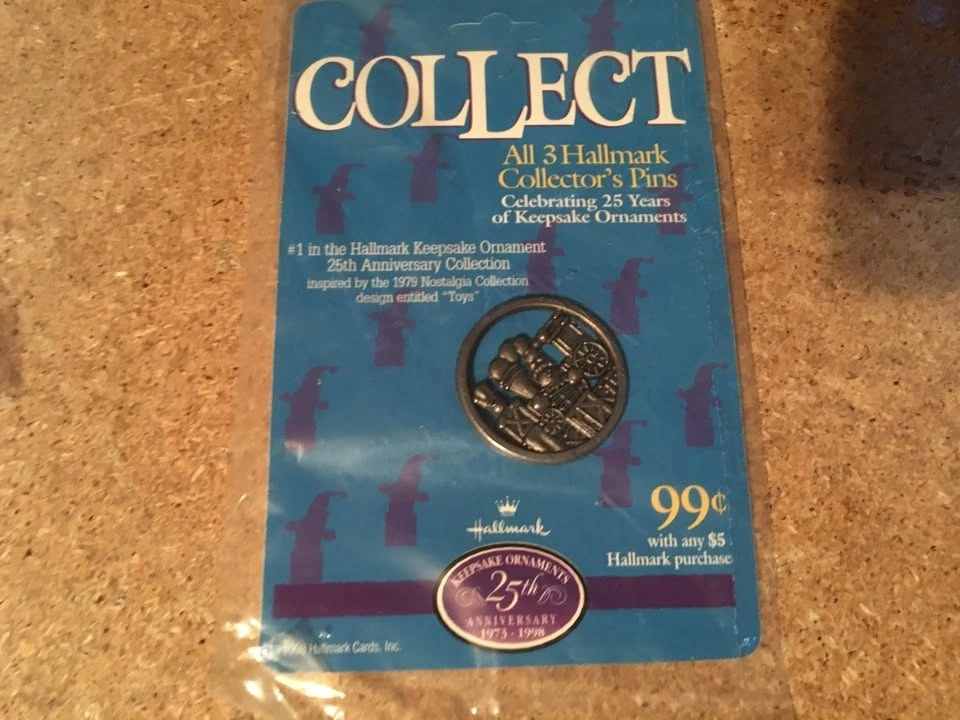 COLLECT
All 3 Hallmark
Collector's Pins
Celebrating 25 Years
of Keepsake Ornaments
#1 in the Hallmark Keepsake Ornament
25th Anniversary Collection
inspired by the 1979 Nostalgia Collection
design entitled "Toys"
99¢
with any $5
Hallmark purchase
Hallmark
KEEPSAKE ORNAMENTS
25th
ANNIVERSARY
1973 - 1998
Hallmark Cards, Inc.